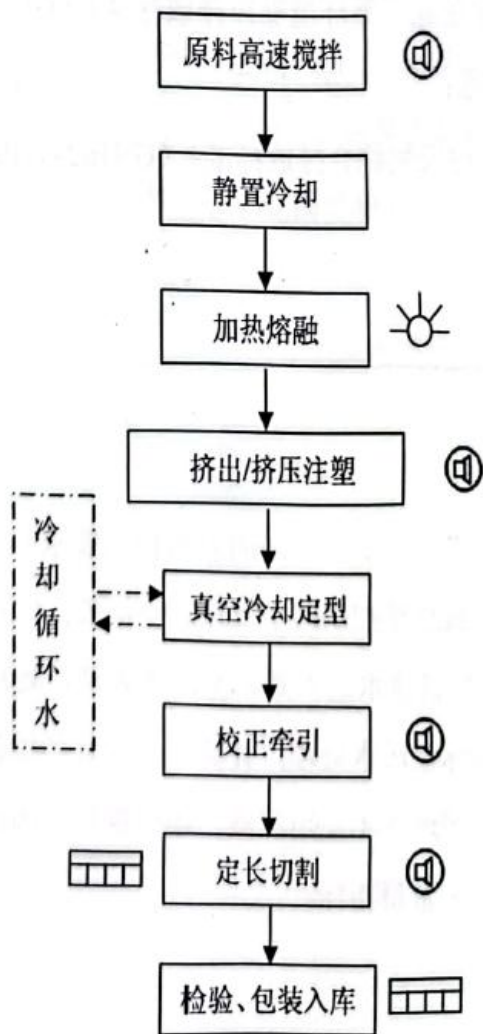 原料高速搅拌
静置冷却
加热熔融
挤出/挤压注塑
冷却循环水
真空冷却定型
校正牵引
定长切割
检验、包装入库